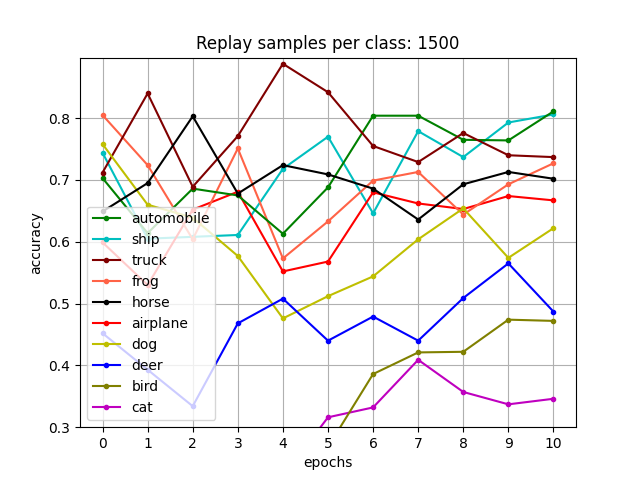 Replay samples per class: 1500
accuracy
0.8
0.7
0.6
0.5
0.4
0.3
automobile
ship
truck
frog
horse
airplane
dog
deer
bird
cat
0 1 2 3 4 5 6 7 8 9 10
epochs